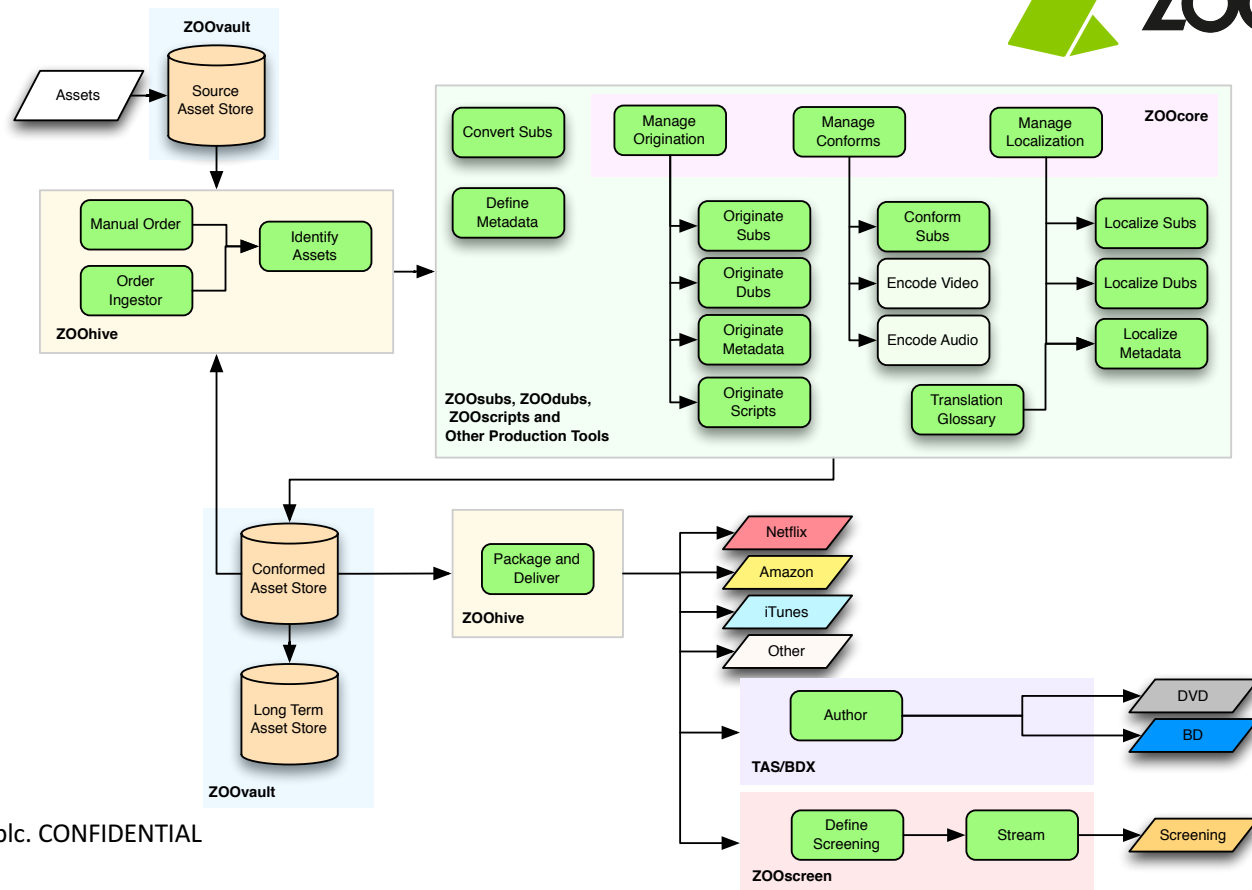 ZOO
ZOOvault
Assets
Source
Asset Store
Manual Order
Order
Ingestor
Identify
Assets
ZOOhive
Convert Subs
Define
Metadata
Manage
Origination
Manage
Conforms
Manage
Localization
ZOOcore
Originate
Subs
Originate
Dubs
Originate
Metadata
Originate
Scripts
Conform
Subs
Encode Video
Encode Audio
Localize Subs
Localize Dubs
Localize
Metadata
Translation
Glossary
ZOOsubs, ZOOdubs,
ZOOscripts and
Other Production Tools
Conformed
Asset Store
Long Term
Asset Store
ZOOvault
Package and
Deliver
ZOOhive
Netflix
Amazon
iTunes
Other
Author
TAS/BDX
DVD
BD
Define
Screening
Stream
Screening
ZOOscreen
plc. CONFIDENTIAL